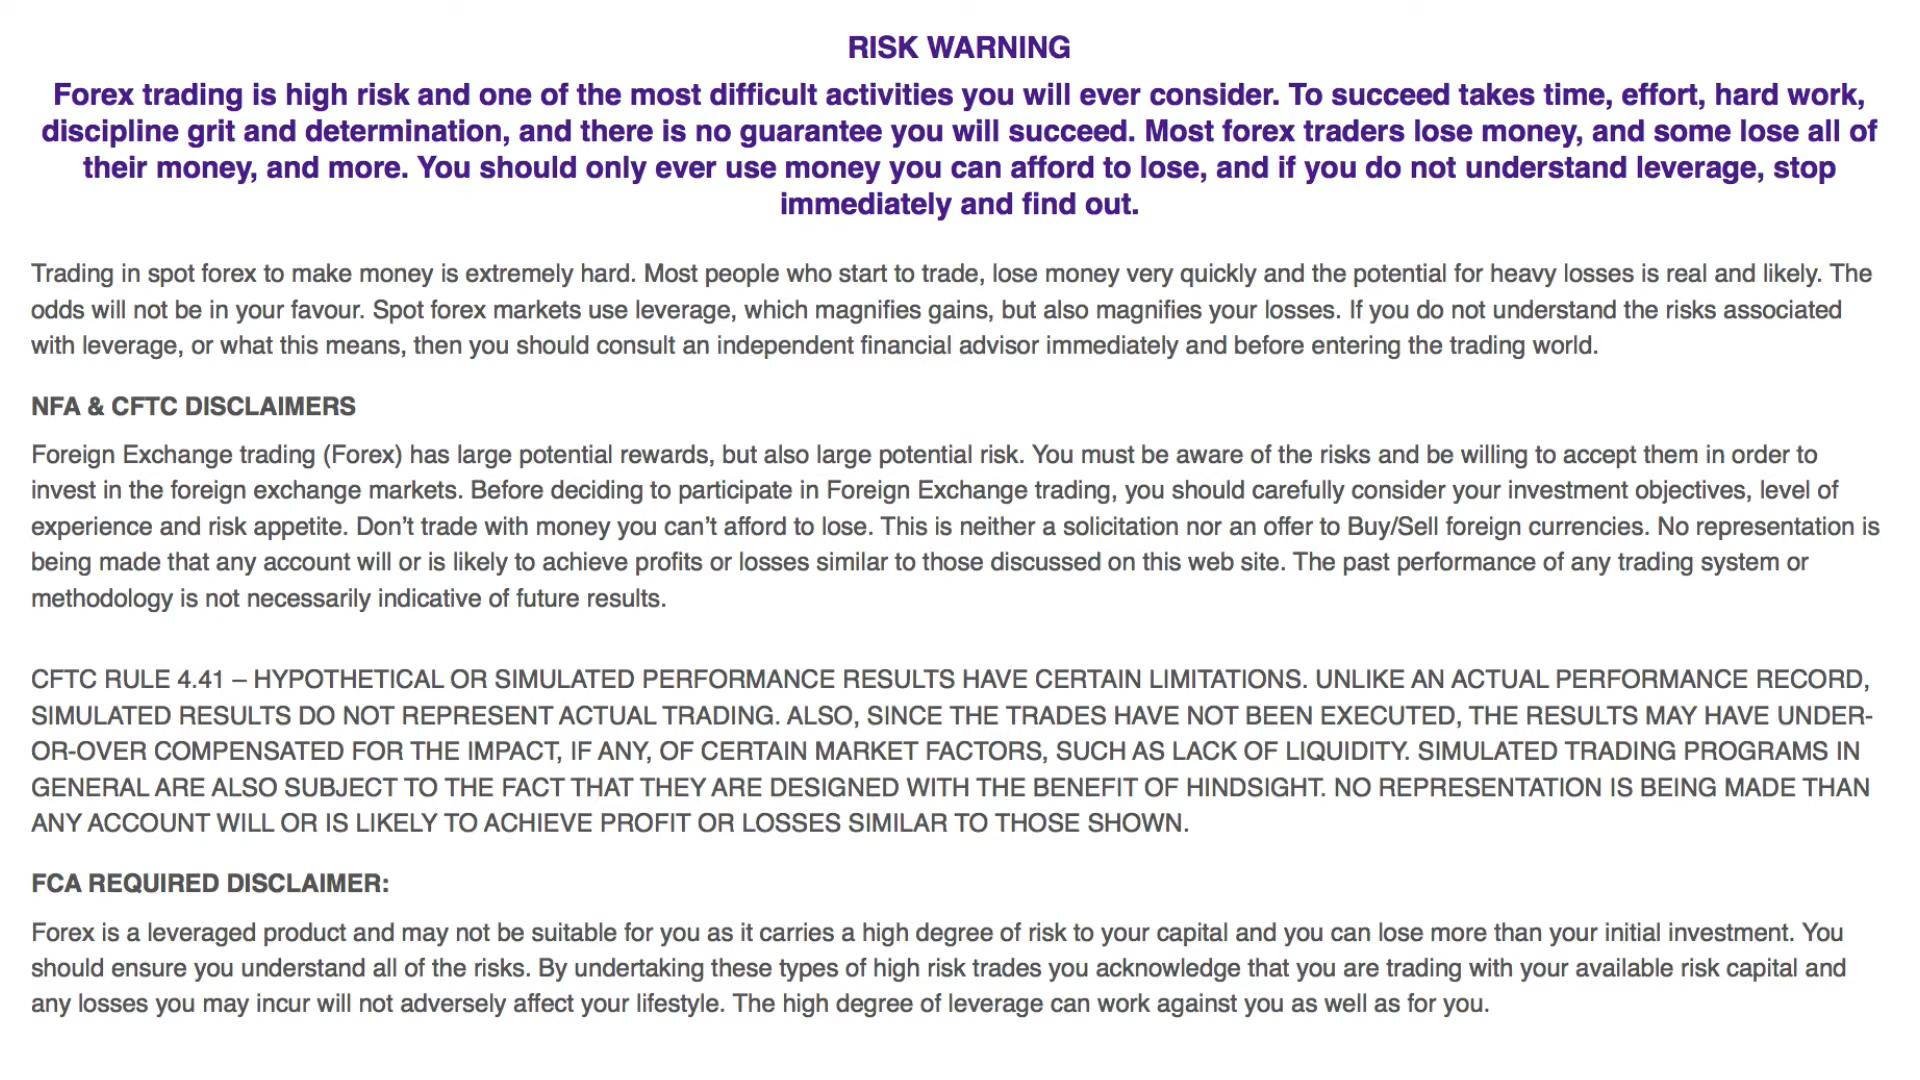 RISK WARNING
Forex trading is high risk and one of the most difficult activities you will ever consider. To succeed takes time, effort, hard work,
discipline grit and determination, and there is no guarantee you will succeed. Most forex traders lose money, and some lose all of
their money, and more. You should only ever use money you can afford to lose, and if you do not understand leverage, stop
immediately and find out.
Trading in spot forex to make money is extremely hard. Most people who start to trade, lose money very quickly and the potential for heavy losses is real and likely. The
odds will not be in your favour. Spot forex markets use leverage, which magnifies gains, but also magnifies your losses. If you do not understand the risks associated
with leverage, or what this means, then you should consult an independent financial advisor immediately and before entering the trading world.
NFA & CFTC DISCLAIMERS
Foreign Exchange trading (Forex) has large potential rewards, but also large potential risk. You must be aware of the risks and be willing to accept them in order to
invest in the foreign exchange markets. Before deciding to participate in Foreign Exchange trading, you should carefully consider your investment objectives, level of
experience and risk appetite. Don’t trade with money you can’t afford to lose. This is neither a solicitation nor an offer to Buy/Sell foreign currencies. No representation is
being made that any account will or is likely to achieve profits or losses similar to those discussed on this web site. The past performance of any trading system or
methodology is not necessarily indicative of future results.
CFTC RULE 4.41 – HYPOTHETICAL OR SIMULATED PERFORMANCE RESULTS HAVE CERTAIN LIMITATIONS. UNLIKE AN ACTUAL PERFORMANCE RECORD,
SIMULATED RESULTS DO NOT REPRESENT ACTUAL TRADING. ALSO, SINCE THE TRADES HAVE NOT BEEN EXECUTED, THE RESULTS MAY HAVE UNDER-
OR-OVER COMPENSATED FOR THE IMPACT, IF ANY, OF CERTAIN MARKET FACTORS, SUCH AS LACK OF LIQUIDITY. SIMULATED TRADING PROGRAMS IN
GENERAL ARE ALSO SUBJECT TO THE FACT THAT THEY ARE DESIGNED WITH THE BENEFIT OF HINDSIGHT. NO REPRESENTATION IS BEING MADE THAN
ANY ACCOUNT WILL OR IS LIKELY TO ACHIEVE PROFIT OR LOSSES SIMILAR TO THOSE SHOWN.
FCA REQUIRED DISCLAIMER:
Forex is a leveraged product and may not be suitable for you as it carries a high degree of risk to your capital and you can lose more than your initial investment. You
should ensure you understand all of the risks. By undertaking these types of high risk trades you acknowledge that you are trading with your available risk capital and
any losses you may incur will not adversely affect your lifestyle. The high degree of leverage can work against you as well as for you.